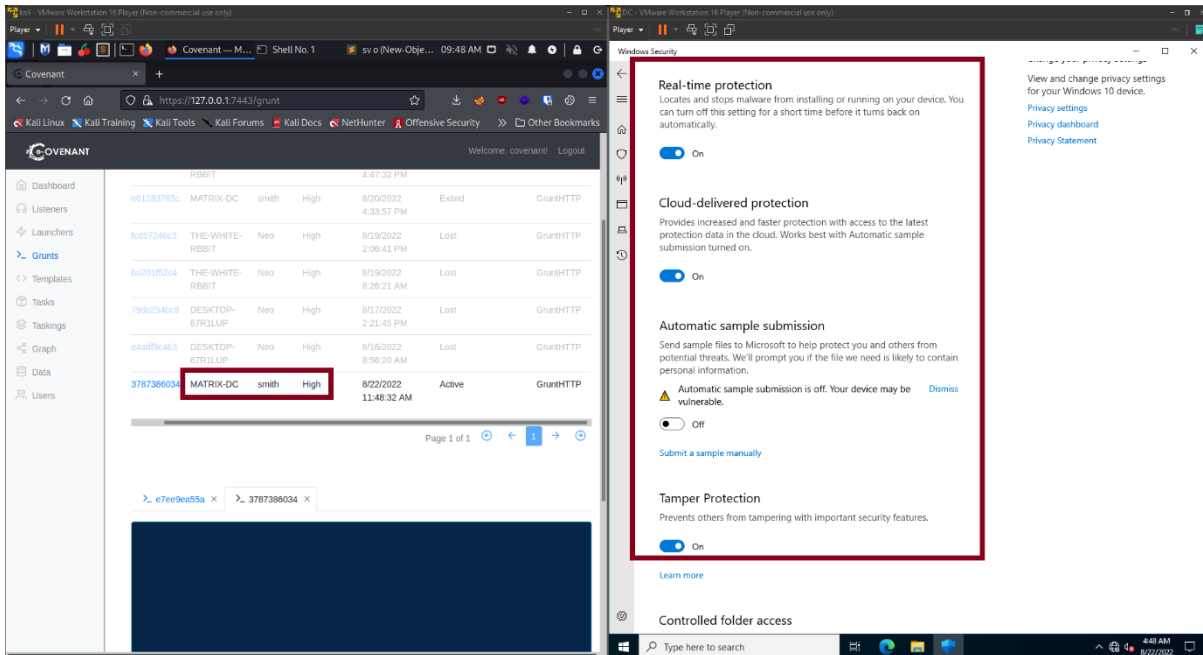 kali - VMware Workstation 16 Player (Non-commercial use only)
Player
Covenant — M...
Shell No. 1
sv o (New-Obje...
09:48 AM
Covenant
https://127.0.0.1:7443/grunt
Kali Linux
Kali Training
Kali Tools
Kali Forums
Kali Docs
NetHunter
Offensive Security
Other Bookmarks
COVENANT
Welcome, covenant! Logout
Dashboard
Listeners
Launchers
Grunts
Templates
Tasks
Taskings
Graph
Data
Users
RBBIT 4:47:32 PM
e61283785c MATRIX-DC smith High 8/20/2022 Exited GruntHTTP
4:33:57 PM
fcd57246c3 THE-WHITE- Neo High 8/19/2022 Lost GruntHTTP
RBBIT 2:06:41 PM
ba201f52c4 THE-WHITE- Neo High 8/19/2022 Lost GruntHTTP
RBBIT 8:26:21 AM
79dc254bc9 DESKTOP- Neo High 8/17/2022 Lost GruntHTTP
67R1LUP 2:21:45 PM
e4adf9c4b3 DESKTOP- Neo High 8/16/2022 Lost GruntHTTP
67R1LUP 8:56:20 AM
3787386034 MATRIX-DC smith High 8/22/2022 Active GruntHTTP
11:48:32 AM
Page 1 of 1
1
e7ee9ea55a
3787386034
DC - VMware Workstation 16 Player (Non-commercial use only)
Player
Windows Security
Real-time protection
Locates and stops malware from installing or running on your device. You
can turn off this setting for a short time before it turns back on
automatically.
On
Cloud-delivered protection
Provides increased and faster protection with access to the latest
protection data in the cloud. Works best with Automatic sample
submission turned on.
On
Automatic sample submission
Send sample files to Microsoft to help protect you and others from
potential threats. We'll prompt you if the file we need is likely to contain
personal information.
Automatic sample submission is off. Your device may be
vulnerable.
Dismiss
Off
Submit a sample manually
Tamper Protection
Prevents others from tampering with important security features.
On
Learn more
Controlled folder access
View and change privacy settings
for your Windows 10 device.
Privacy settings
Privacy dashboard
Privacy Statement
Type here to search
4:48 AM
8/22/2022